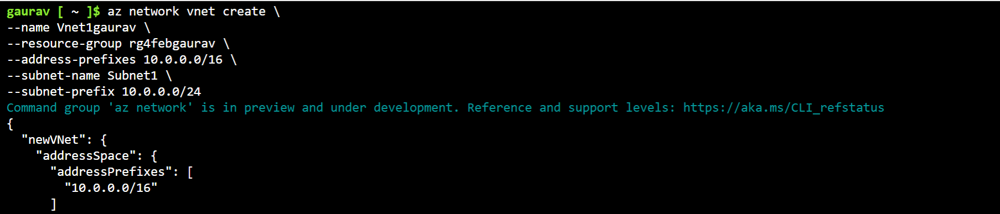 gaurav [ ~ ]$ az network vnet create \
--name Vnet1gaurav \
--resource-group rg4febgaurav \
--address-prefixes 10.0.0.0/16 \
--subnet-name Subnet1 \
--subnet-prefix 10.0.0.0/24
Command group 'az network' is in preview and under development. Reference and support levels: https://aka.ms/CLI_refstatus
{
  "newVNet": {
    "addressSpace": {
      "addressPrefixes": [
        "10.0.0.0/16"
      ]